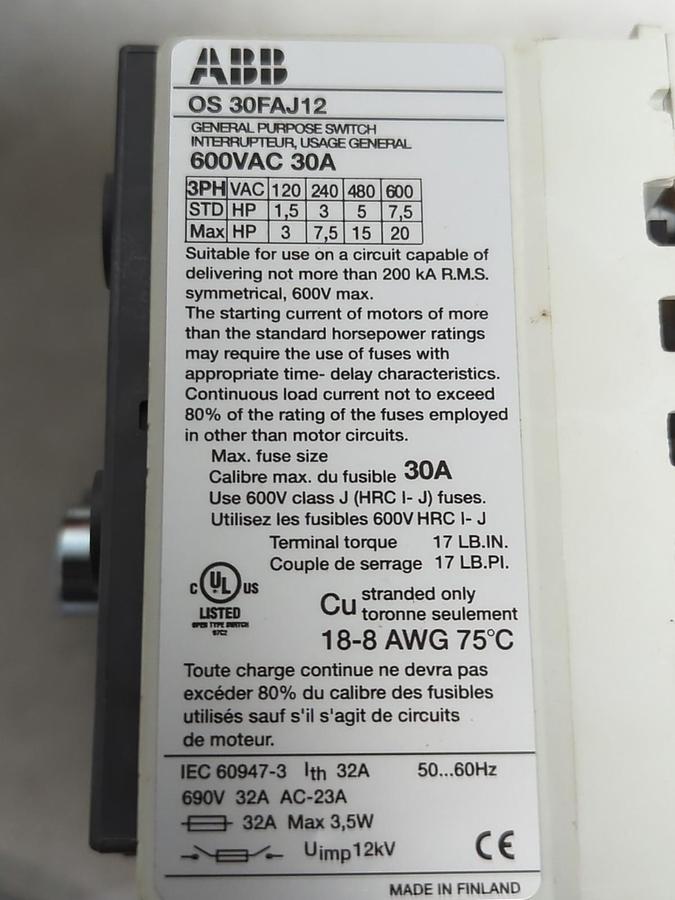 ABB
OS 30FAJ12
GENERAL PURPOSE SWITCH
INTERRUPTEUR, USAGE GENERAL
600VAC 30A
3PH VAC 120 240 480 600
STD HP 1,5 3 5 7,5
Max HP 3 7,5 15 20
Suitable for use on a circuit capable of
delivering not more than 200 kA R.M.S.
symmetrical, 600V max.
The starting current of motors of more
than the standard horsepower ratings
may require the use of fuses with
appropriate time- delay characteristics.
Continuous load current not to exceed
80% of the rating of the fuses employed
in other than motor circuits.
Max. fuse size
Calibre max. du fusible 30A
Use 600V class J (HRC I- J) fuses.
Utilisez les fusibles 600V HRC I- J
Terminal torque 17 LB.IN.
Couple de serrage 17 LB.PI.
C UL US
LISTED
OPEN TYPE SWITCH
97C2
Cu stranded only
toronne seulement
18-8 AWG 75°C
Toute charge continue ne devra pas
excéder 80% du calibre des fusibles
utilisés sauf s'il s'agit de circuits
de moteur.
IEC 60947-3 Ith 32A 50...60Hz
690V 32A AC-23A
32A Max 3,5W
Uimp 12kV
CE
MADE IN FINLAND